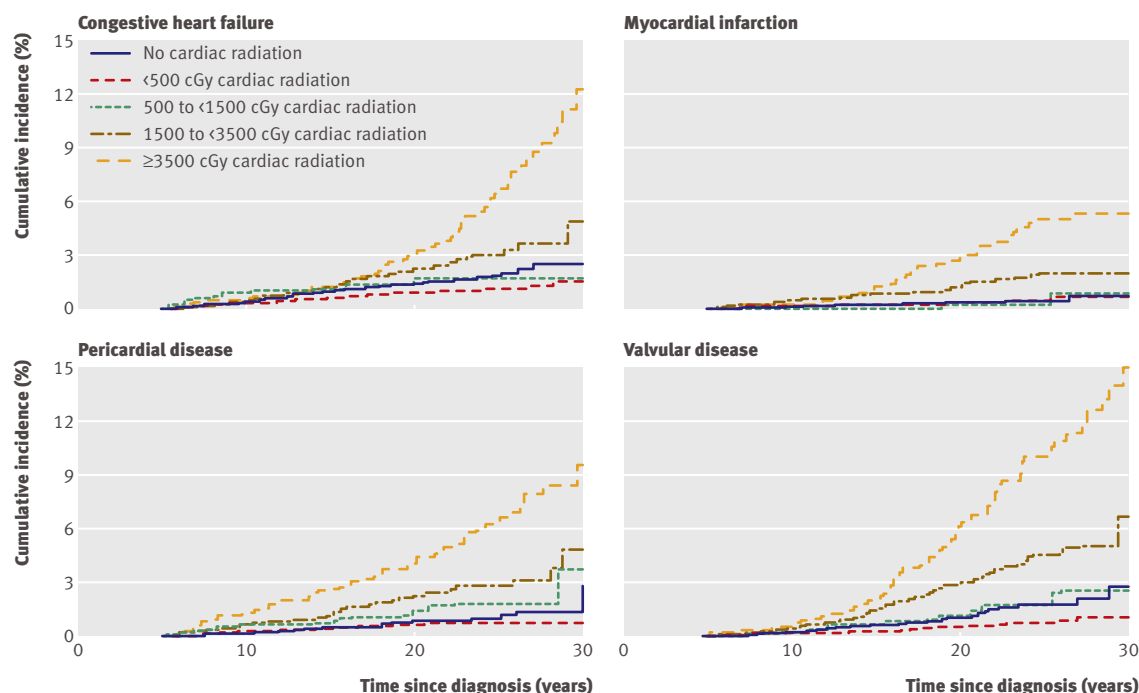 Congestive heart failure
Myocardial infarction
Cumulative incidence (%)
15
12
9
6
3
0
No cardiac radiation
<500 cGy cardiac radiation
500 to <1500 cGy cardiac radiation
1500 to <3500 cGy cardiac radiation
≥3500 cGy cardiac radiation
Pericardial disease
Valvular disease
Cumulative incidence (%)
15
12
9
6
3
0
0
10
20
30
0
10
20
30
Time since diagnosis (years)
Time since diagnosis (years)